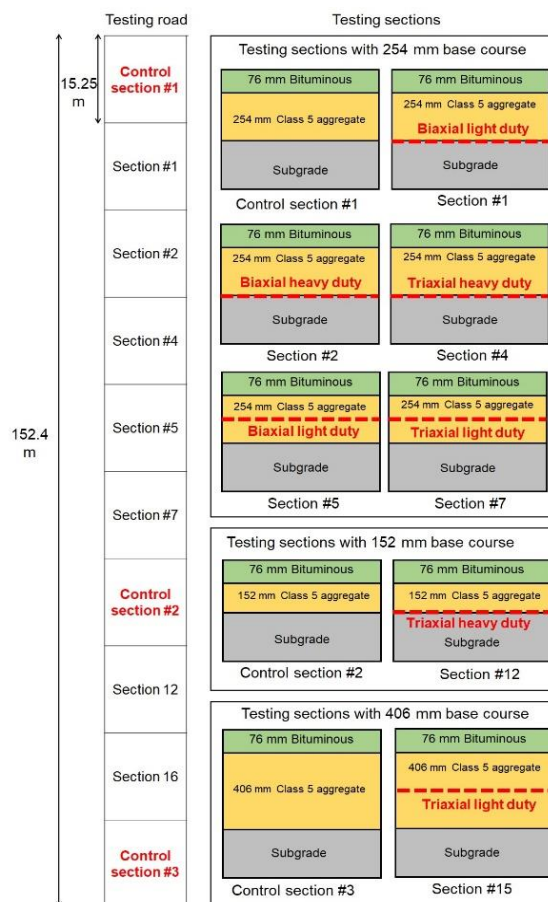 Testing road
Testing sections
15.25
m
152.4
m
Control
section #1
Section #1
Section #2
Section #4
Section #5
Section #7
Control
section #2
Section 12
Section 16
Control
section #3
Testing sections with 254 mm base course
76 mm Bituminous
254 mm Class 5 aggregate
Subgrade
Control section #1
76 mm Bituminous
254 mm Class 5 aggregate
Biaxial light duty
Subgrade
Section #1
76 mm Bituminous
254 mm Class 5 aggregate
Biaxial heavy duty
Subgrade
Section #2
76 mm Bituminous
254 mm Class 5 aggregate
Triaxial heavy duty
Subgrade
Section #4
76 mm Bituminous
254 mm Class 5 aggregate
Biaxial light duty
Subgrade
Section #5
76 mm Bituminous
254 mm Class 5 aggregate
Triaxial light duty
Subgrade
Section #7
Testing sections with 152 mm base course
76 mm Bituminous
152 mm Class 5 aggregate
Subgrade
Control section #2
76 mm Bituminous
152 mm Class 5 aggregate
Triaxial heavy duty
Subgrade
Section #12
Testing sections with 406 mm base course
76 mm Bituminous
406 mm Class 5 aggregate
Subgrade
Control section #3
76 mm Bituminous
406 mm Class 5 aggregate
Triaxial light duty
Subgrade
Section #15